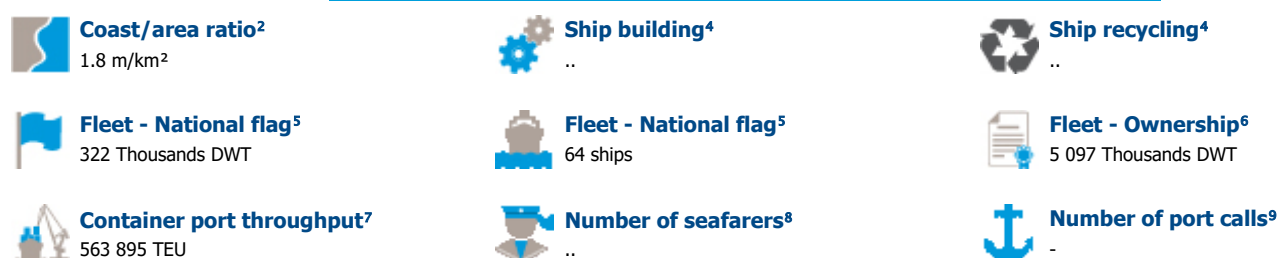 Coast/area ratio²
1.8 m/km²
Ship building⁴
..
Ship recycling⁴
..
Fleet - National flag⁵
322 Thousands DWT
Fleet - National flag⁵
64 ships
Fleet - Ownership⁶
5 097 Thousands DWT
Container port throughput⁷
563 895 TEU
Number of seafarers⁸
..
Number of port calls⁹
-